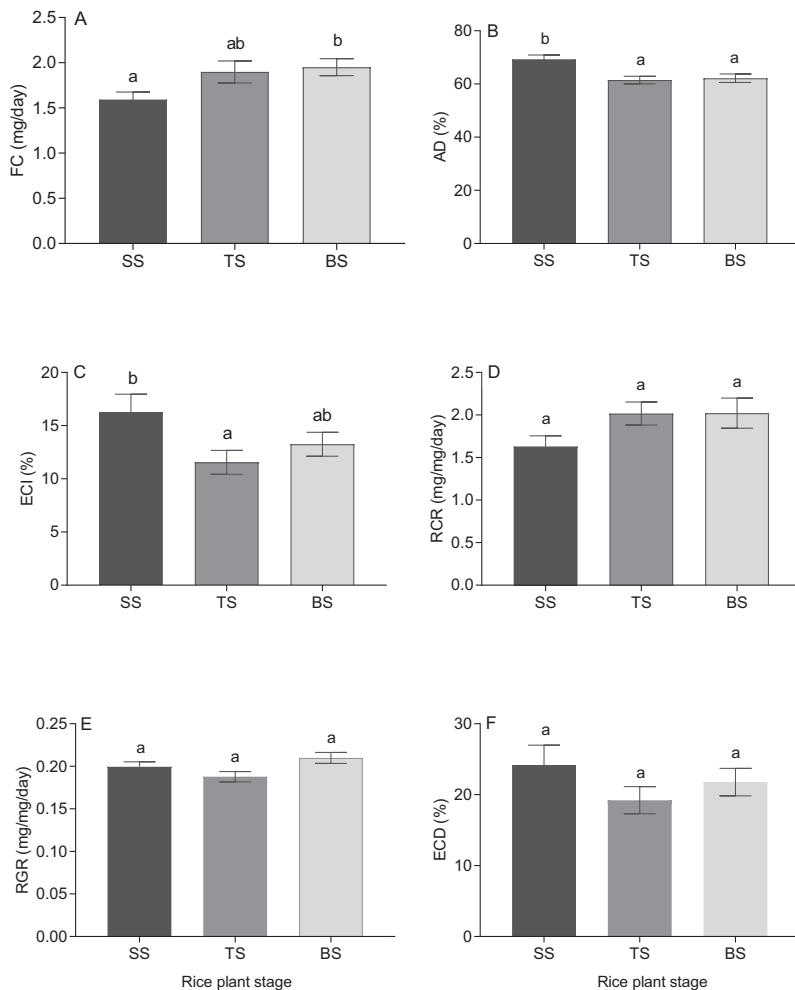 A
FC (mg/day)
2.5
2.0
1.5
1.0
0.5
0.0
a
ab
b
SS
TS
BS
B
AD (%)
80
60
40
20
0
b
a
a
SS
TS
BS
C
ECI (%)
20
15
10
5
0
b
a
ab
SS
TS
BS
D
RCR (mg/mg/day)
2.5
2.0
1.5
1.0
0.5
0.0
a
a
a
SS
TS
BS
E
RGR (mg/mg/day)
0.25
0.20
0.15
0.10
0.05
0.00
a
a
a
SS
TS
BS
Rice plant stage
F
ECD (%)
30
20
10
0
a
a
a
SS
TS
BS
Rice plant stage